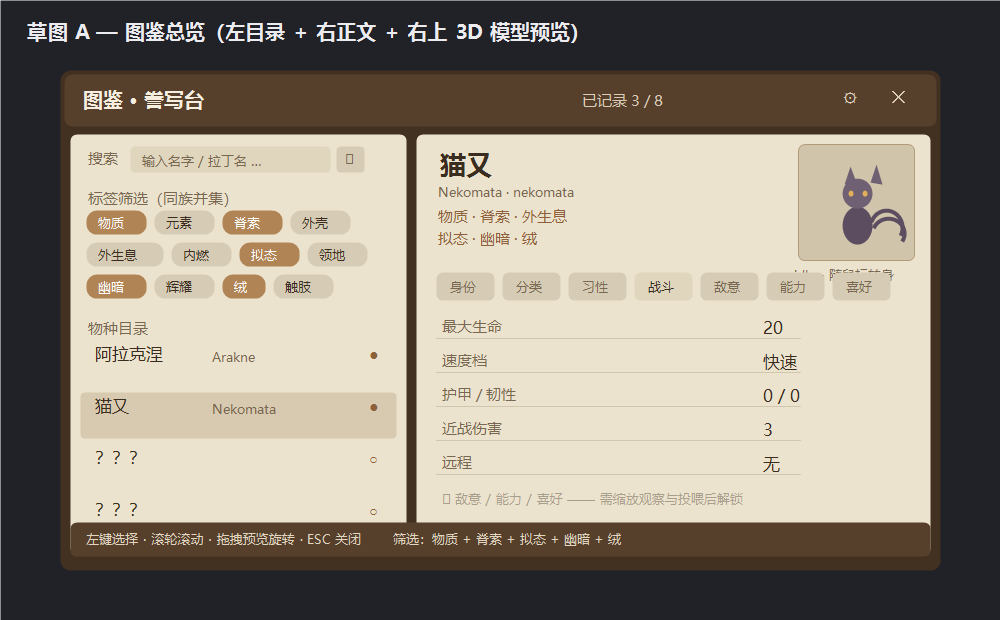 草图 A — 图鉴总览（左目录 + 右正文 + 右上 3D 模型预览）
图鉴 • 誊写台
已记录 3 / 8
搜索
输入名字 / 拉丁名 ...
标签筛选（同族并集）
物质 元素 脊索 外壳
外生息 内燃 拟态 领地
幽暗 辉耀 绒 触肢
物种目录
阿拉克涅 Arakne
猫又 Nekomata
？？？
？？？
猫又
Nekomata · nekomata
物质 · 脊索 · 外生息
拟态 · 幽暗 · 绒
身份 分类 习性 战斗 敌意 能力 喜好
最大生命 20
速度档 快速
护甲 / 韧性 0 / 0
近战伤害 3
远程 无
敌意 / 能力 / 喜好 —— 需缩放观察与投喂后解锁
左键选择 · 滚轮滚动 · 拖拽预览旋转 · ESC 关闭
筛选：物质 + 脊索 + 拟态 + 幽暗 + 绒